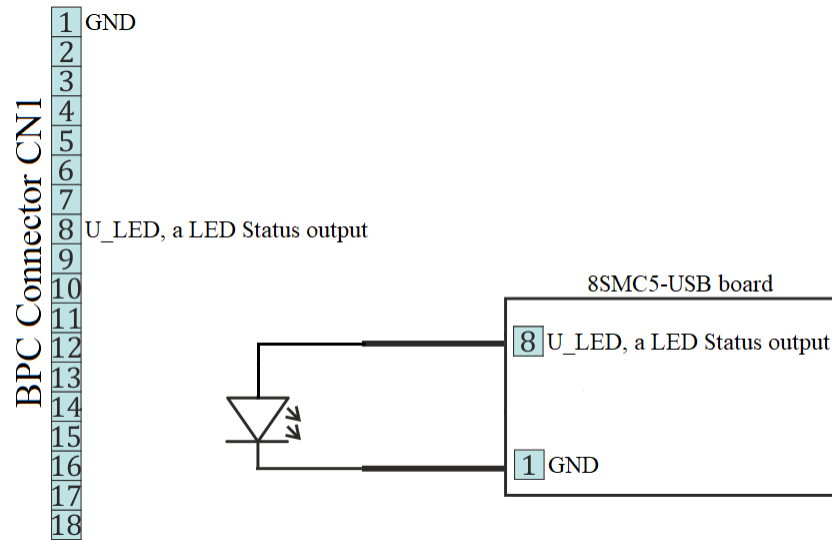 BPC Connector CN1
1 GND
2
3
4
5
6
7
8 U_LED, a LED Status output
9
10
11
12
13
14
15
16
17
18
8SMC5-USB board
8 U_LED, a LED Status output
1 GND